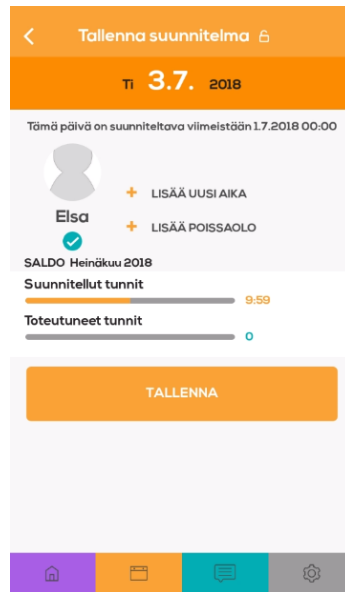 Tallenna suunnitelma
Ti 3.7. 2018
Tämä päivä on suunniteltava viimeistään 1.7.2018 00:00
+ LISÄÄ UUSI AIKA
Elsa
+ LISÄÄ POISSAOLO
SALDO Heinäkuu 2018
Suunnitellut tunnit
9:59
Toteutuneet tunnit
0
TALLENNA